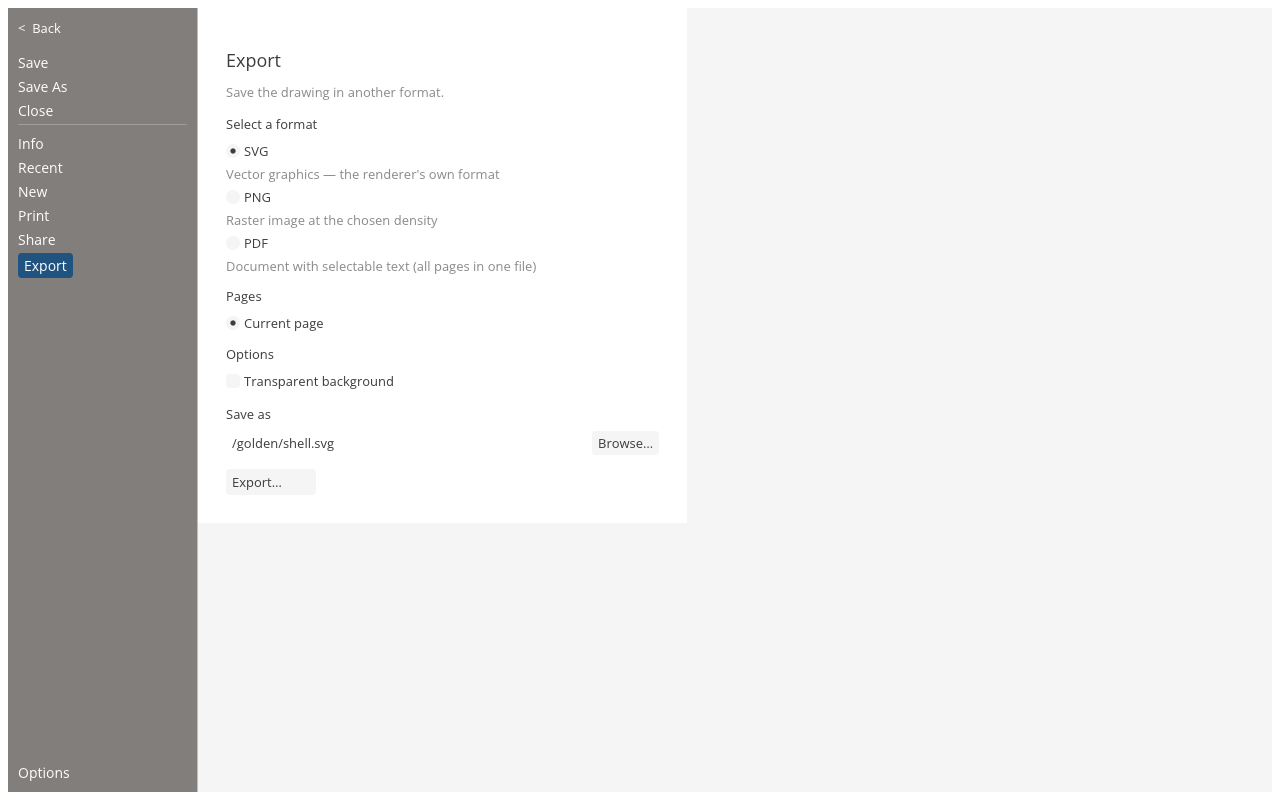 < Back
Save
Save As
Close
Info
Recent
New
Print
Share
Export
Options
Export
Save the drawing in another format.
Select a format
SVG
Vector graphics — the renderer's own format
PNG
Raster image at the chosen density
PDF
Document with selectable text (all pages in one file)
Pages
Current page
Options
Transparent background
Save as
/golden/shell.svg
Browse...
Export...